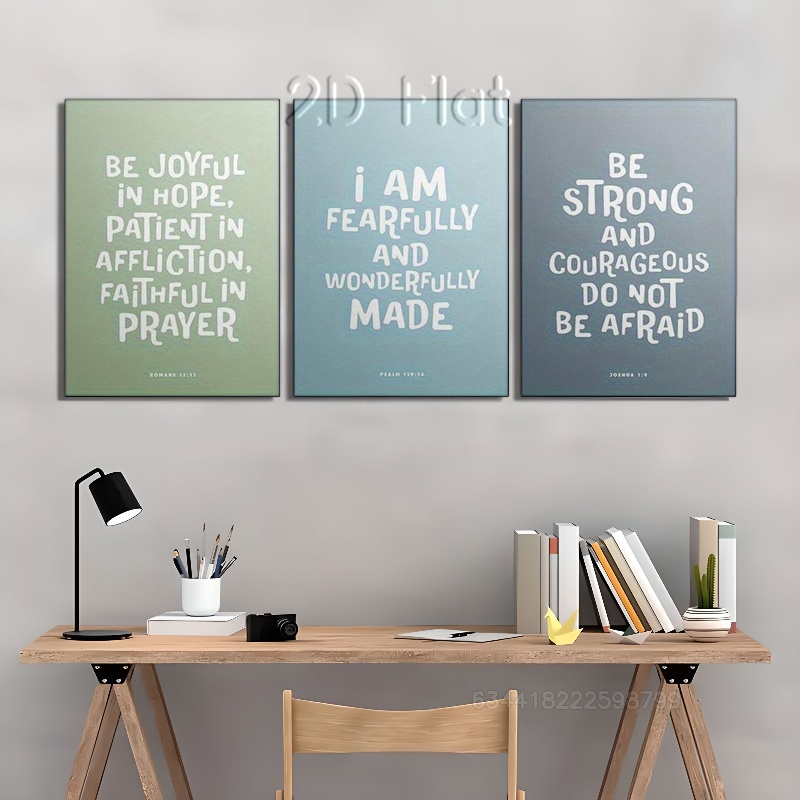 2D Flat
BE JOYFUL
IN HOPE,
PATIENT IN
AFFLICTION,
FAITHFUL IN
PRAYER
ROMANS 12:12
i AM
FEARFULLY
AND
WONDERFULLY
MADE
PSALM 139:14
BE
STRONG
AND
COURAGEOUS
DO NOT
BE AFRAID
JOSHUA 1:9
634418222593799